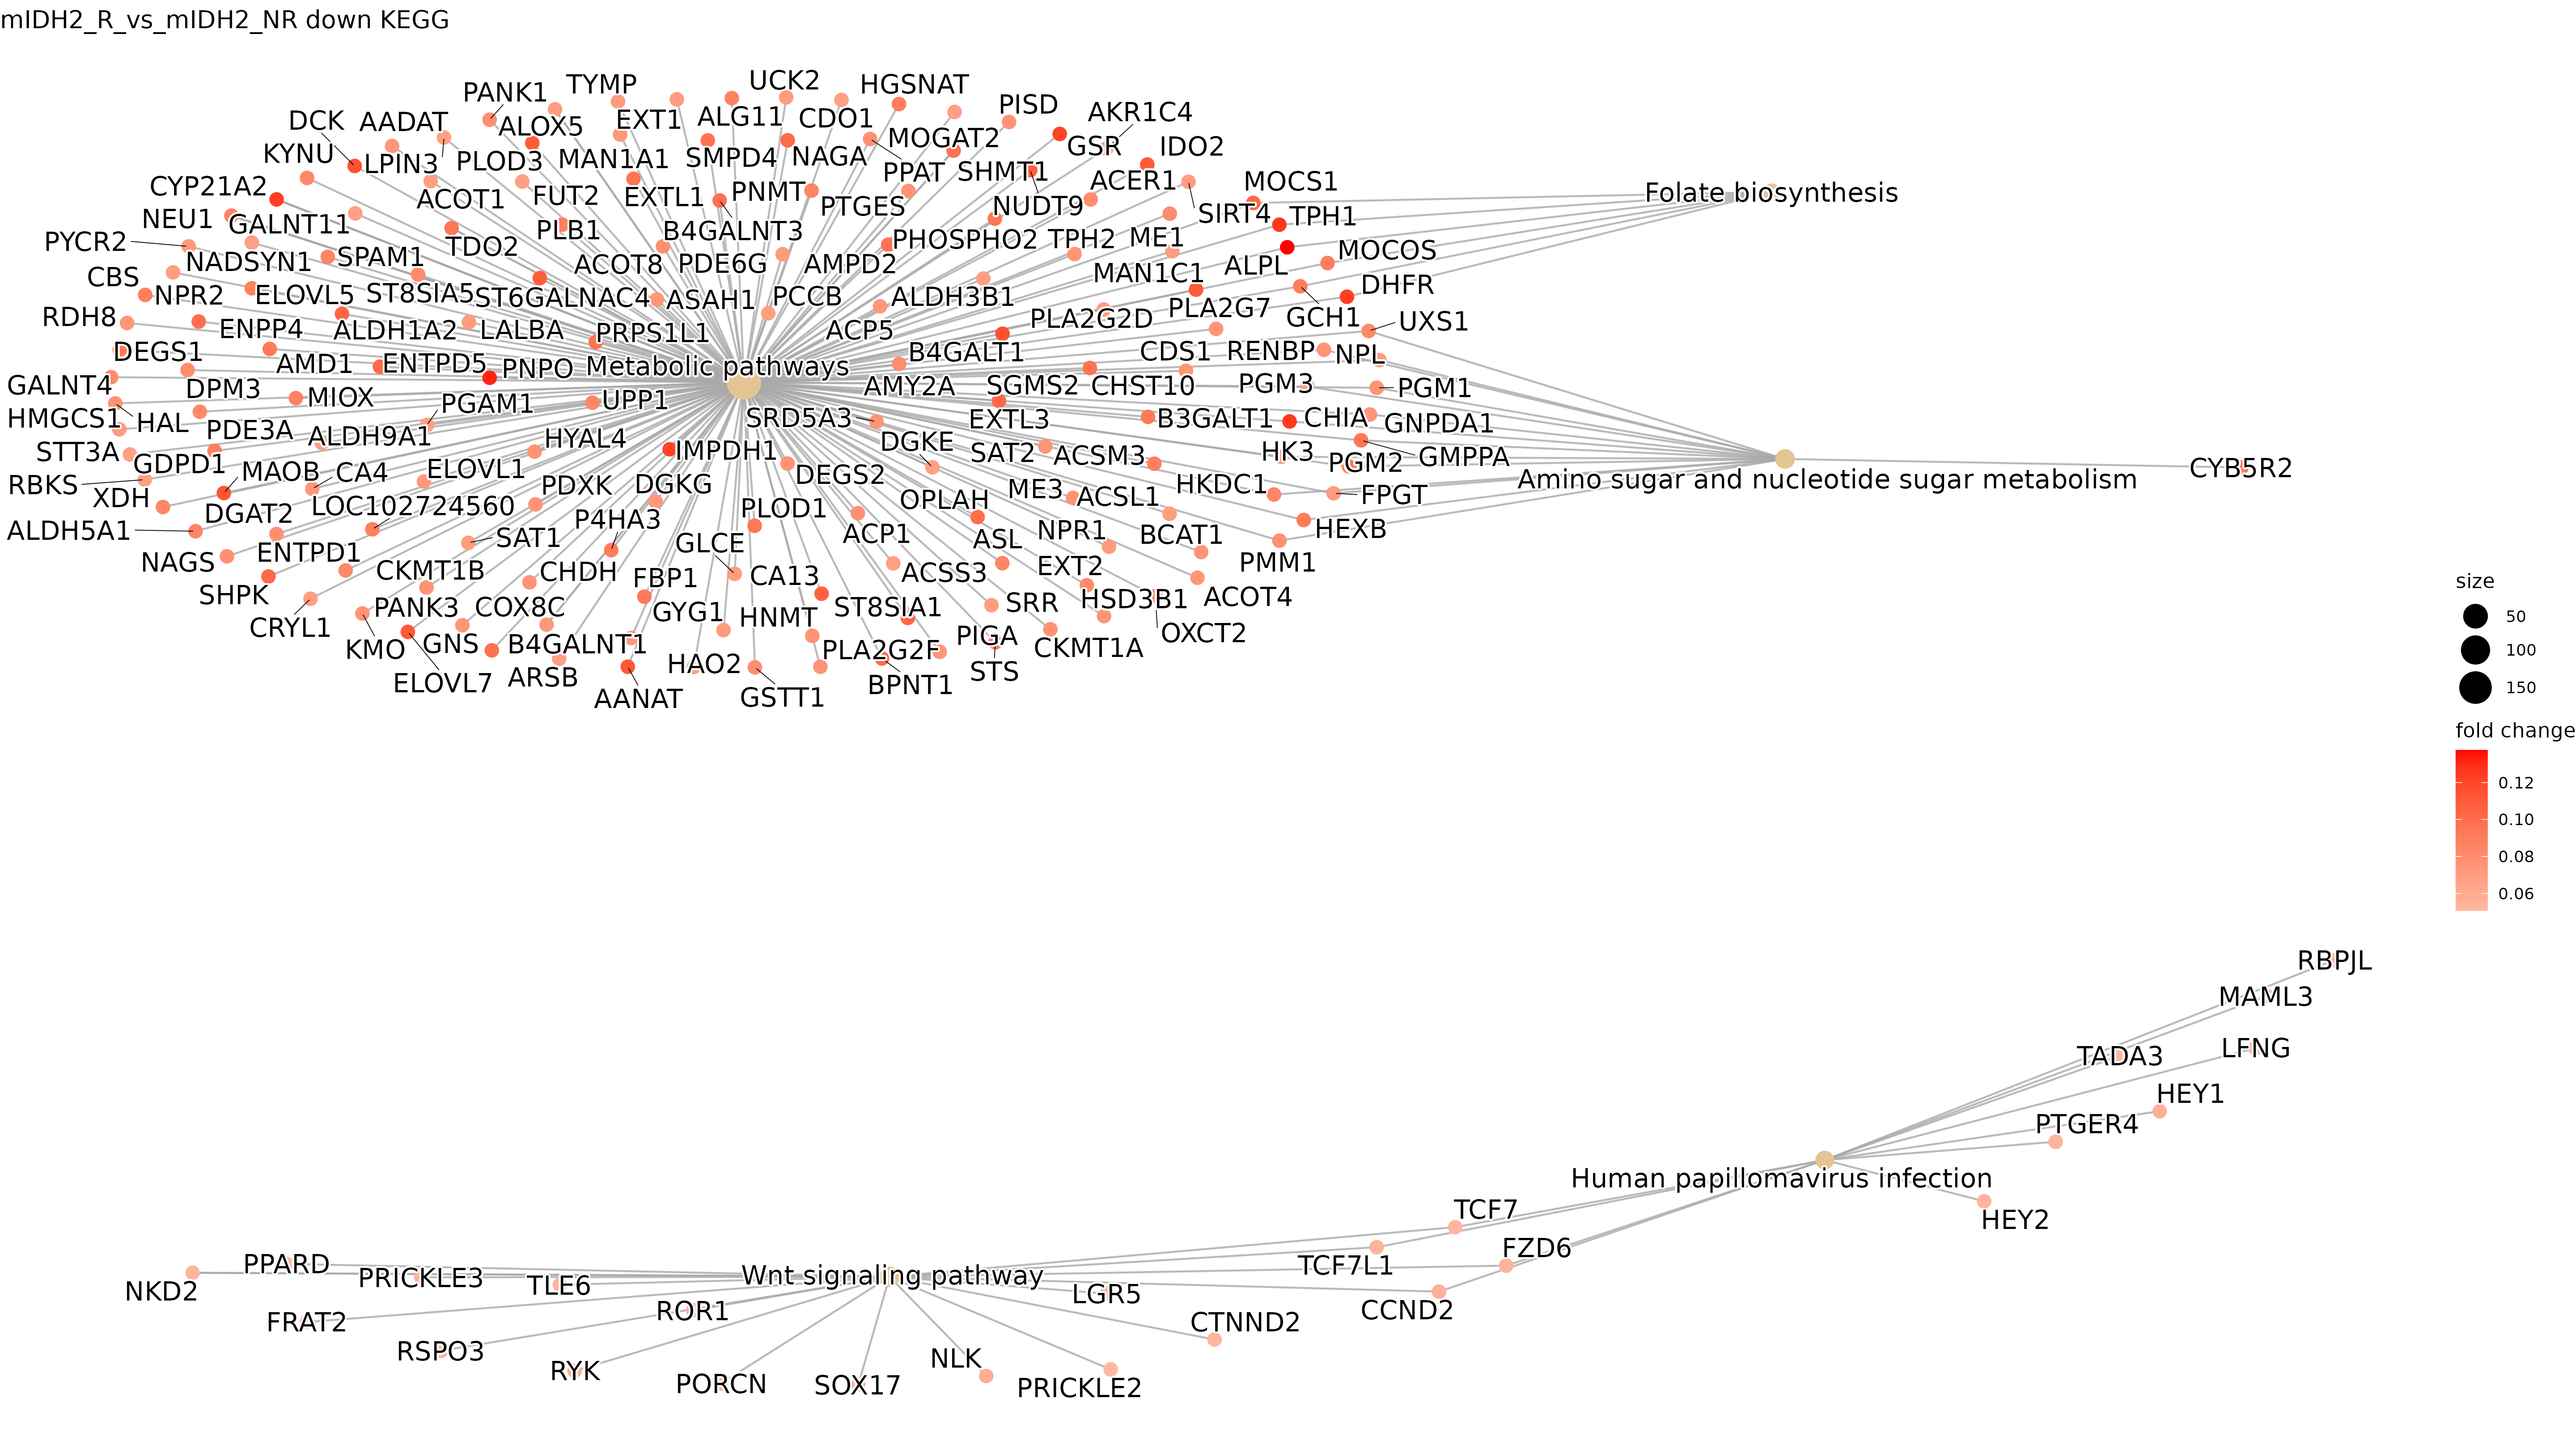 mIDH2_R_vs_mIDH2_NR down KEGG
UCK2
TYMP
HGSNAT
PANK1
PISD
AKR1C4
DCK
AADAT
ALOX5
EXT1
ALG11
CDO1
MOGAT2
GSR
IDO2
KYNU
LPIN3
PLOD3
MAN1A1
SMPD4
NAGA
PPAT
SHMT1
ACER1
MOCS1
CYP21A2
ACOT1
FUT2
EXTL1
PNMT
PTGES
NUDT9
SIRT4
TPH1
Folate biosynthesis
NEU1
GALNT11
TDO2
PLB1
B4GALNT3
PHOSPHO2
TPH2
ME1
MOCOS
PYCR2
NADSYN1
SPAM1
ACOT8
PDE6G
AMPD2
MAN1C1
ALPL
DHFR
CBS
NPR2
ELOVL5
ST8SIA5
ST6GALNAC4
ASAH1
PCCB
ALDH3B1
PLA2G2D
PLA2G7
GCH1
UXS1
RDH8
ENPP4
ALDH1A2
LALBA
PRPS1L1
ACP5
DEGS1
AMD1
ENTPD5
PNPO
Metabolic pathways
B4GALT1
CDS1
RENBP
NPL
GALNT4
DPM3
MIOX
PGAM1
UPP1
AMY2A
SGMS2
CHST10
PGM3
PGM1
HMGCS1
HAL
PDE3A
ALDH9A1
HYAL4
SRD5A3
EXTL3
B3GALT1
CHIA
GNPDA1
STT3A
GDPD1
MAOB
CA4
ELOVL1
IMPDH1
DGKE
SAT2
ACSM3
HK3
PGM2
GMPPA
RBKS
XDH
DGAT2
LOC102724560
PDXK
DGKG
DEGS2
OPLAH
ME3
ACSL1
HKDC1
FPGT
Amino sugar and nucleotide sugar metabolism
CYB5R2
ALDH5A1
ENTPD1
SAT1
P4HA3
PLOD1
ACP1
ASL
NPR1
BCAT1
HEXB
NAGS
CKMT1B
CHDH
GLCE
FBP1
CA13
ACSS3
EXT2
PMM1
SHPK
PANK3
COX8C
GYG1
HNMT
ST8SIA1
SRR
HSD3B1
ACOT4
CRYL1
KMO
GNS
B4GALNT1
HAO2
PLA2G2F
PIGA
CKMT1A
OXCT2
ELOVL7
ARSB
AANAT
GSTT1
BPNT1
STS
size
50
100
150
fold change
0.12
0.10
0.08
0.06
RBPJL
MAML3
TADA3
LFNG
HEY1
PTGER4
Human papillomavirus infection
HEY2
TCF7
FZD6
TCF7L1
CCND2
PPARD
NKD2
PRICKLE3
TLE6
Wnt signaling pathway
LGR5
FRAT2
ROR1
CTNND2
RSPO3
RYK
PORCN
SOX17
NLK
PRICKLE2